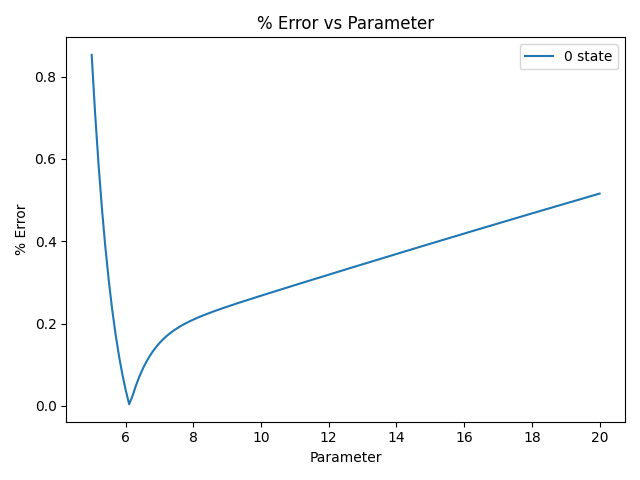 % Error vs Parameter
0 state
% Error
0.8
0.6
0.4
0.2
0.0
6 8 10 12 14 16 18 20
Parameter